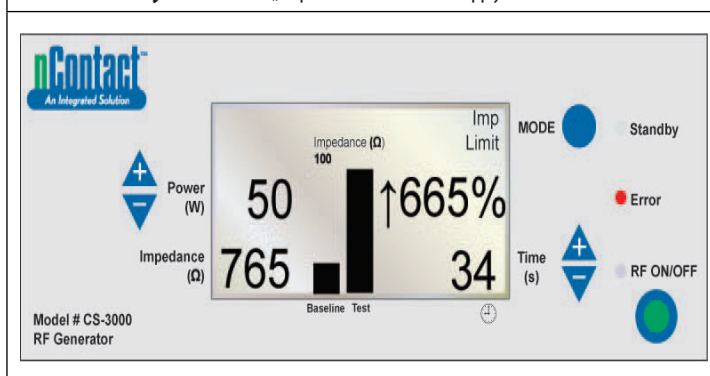 nContact™
An Integrated Solution
Imp
Limit
MODE
Standby
Impedance (Ω)
100
Power
(W)
50
↑665%
Error
Impedance
(Ω)
765
34
Time
(s)
RF ON/OFF
Baseline Test
Model # CS-3000
RF Generator